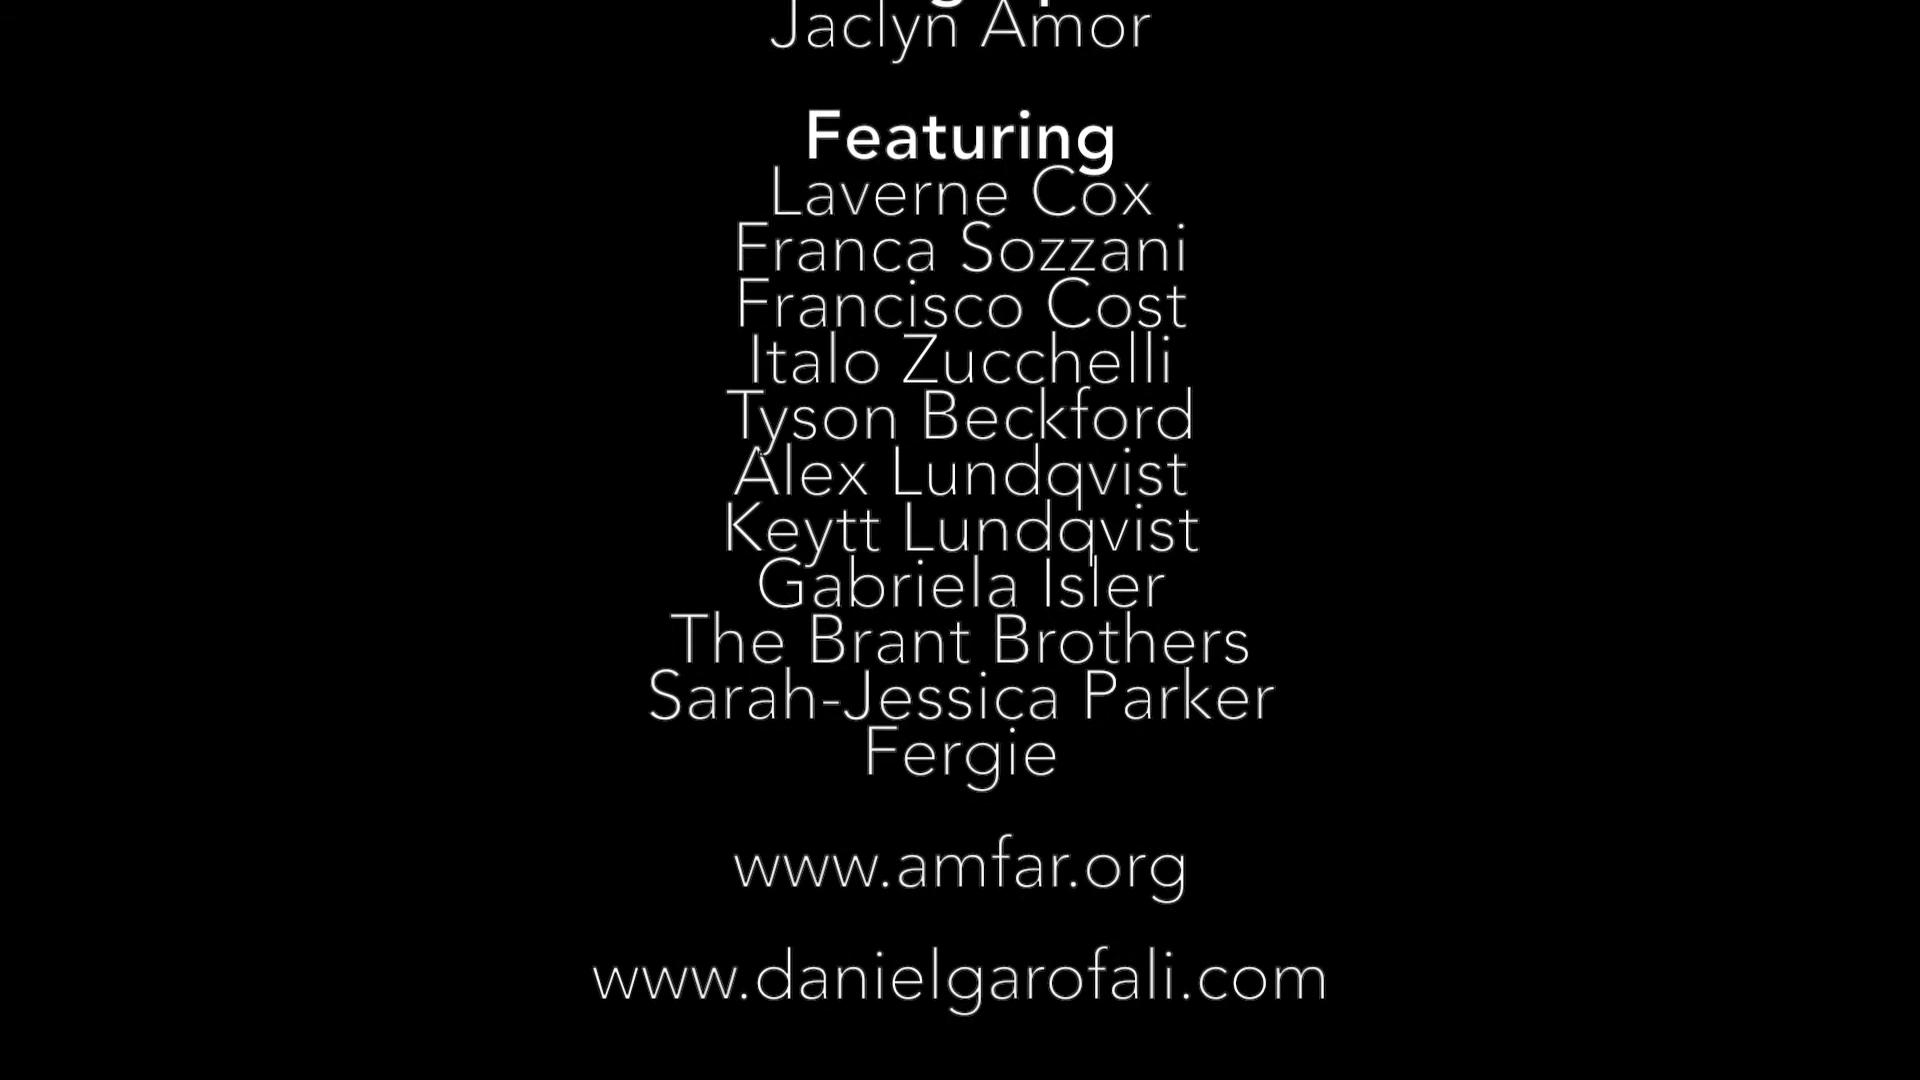 Jaclyn Amor
Featuring
Laverne Cox
Franca Sozzani
Francisco Cost
Italo Zucchelli
Tyson Beckford
Alex Lundqvist
Keytt Lundqvist
Gabriela Isler
The Brant Brothers
Sarah-Jessica Parker
Fergie
www.amfar.org
www.danielgarofali.com